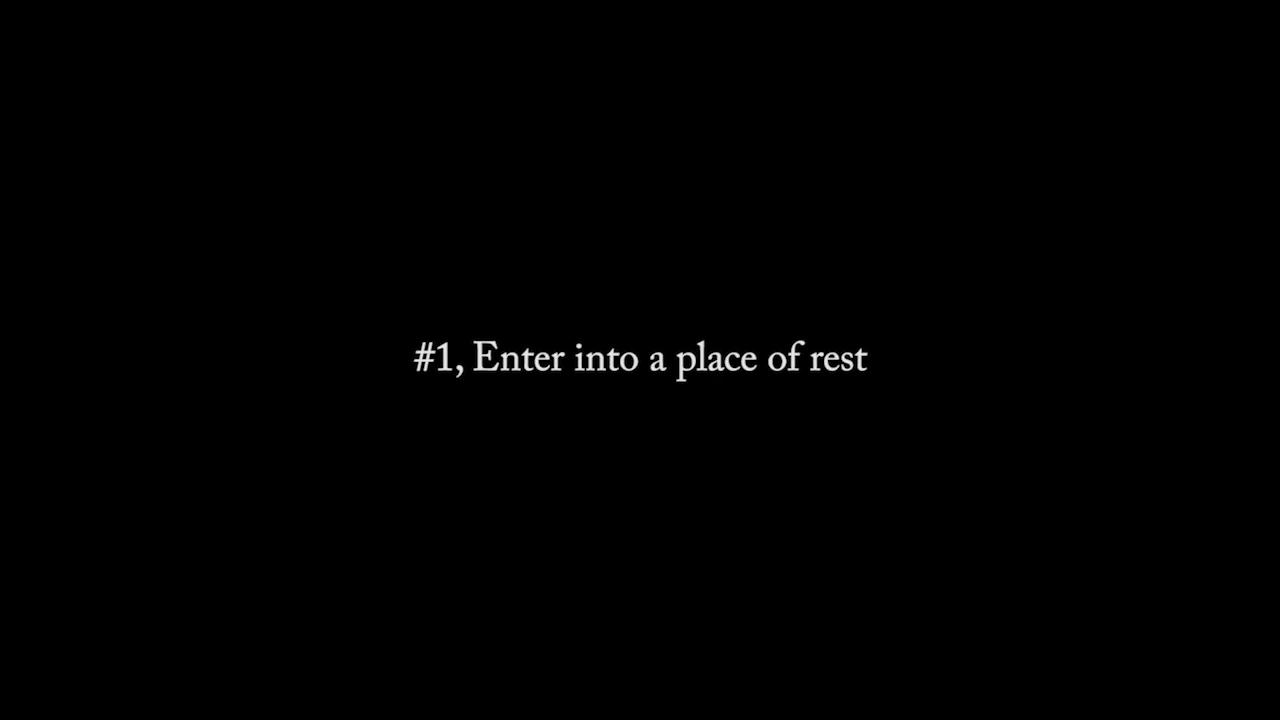 #1, Enter into a place of rest